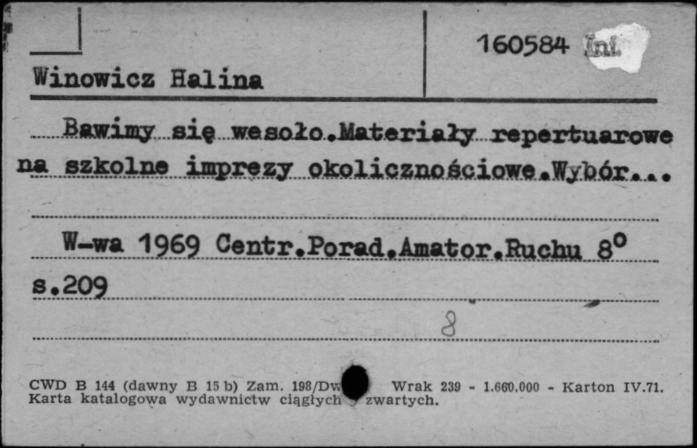 160584 Inf.
Winowicz Halina
Bawimy się wesoło.Materiały repertuarowe
na szkolne imprezy okolicznościowe.Wybór...
W-wa 1969 Centr.Porad.Amator.Ruchu 8°
s.209
8
CWD B 144 (dawny B 15 b) Zam. 198/Dw. Wrak 239 - 1.660.000 - Karton IV.71.
Karta katalogowa wydawnictw ciągłych zwartych.